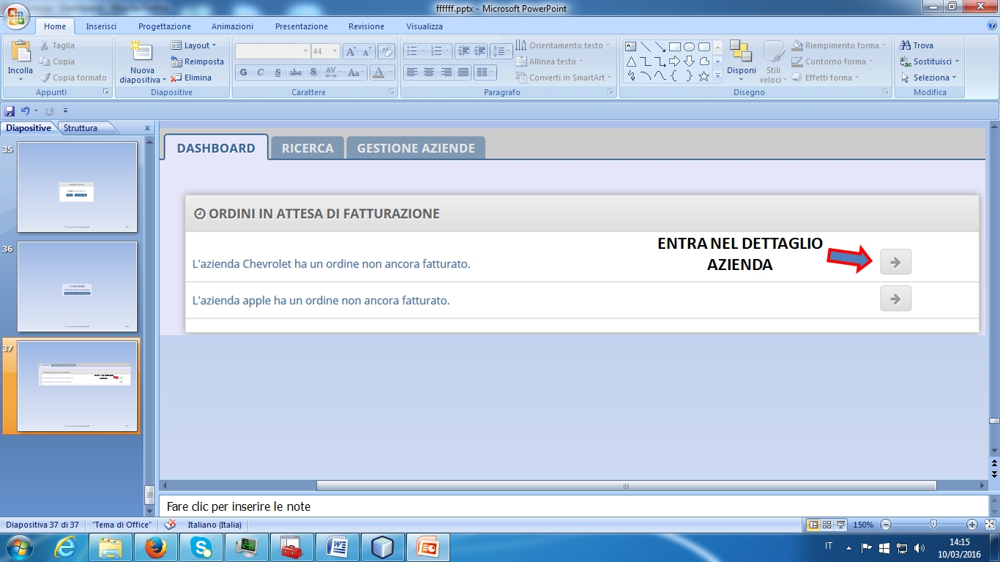 ffffff.pptx - Microsoft PowerPoint
Home Inserisci Progettazione Animazioni Presentazione Revisione Visualizza
Incolla
Taglia
Copia
Copia formato
Appunti
Nuova
diapositiva
Layout
Reimposta
Elimina
Diapositive
44
G C S abc S AV Aa A
Carattere
Orientamento testo
Allinea testo
Converti in SmartArt
Paragrafo
Disponi
Stili
veloci
Riempimento forma
Contorno forma
Effetti forma
Disegno
Trova
Sostituisci
Seleziona
Modifica
Diapositive Struttura x
35
36
37
DASHBOARD RICERCA GESTIONE AZIENDE
ORDINI IN ATTESA DI FATTURAZIONE
ENTRA NEL DETTAGLIO
AZIENDA
L'azienda Chevrolet ha un ordine non ancora fatturato.
L'azienda apple ha un ordine non ancora fatturato.
Fare clic per inserire le note
Diapositiva 37 di 37 "Tema di Office" Italiano (Italia) 150%
IT 14:15
10/03/2016